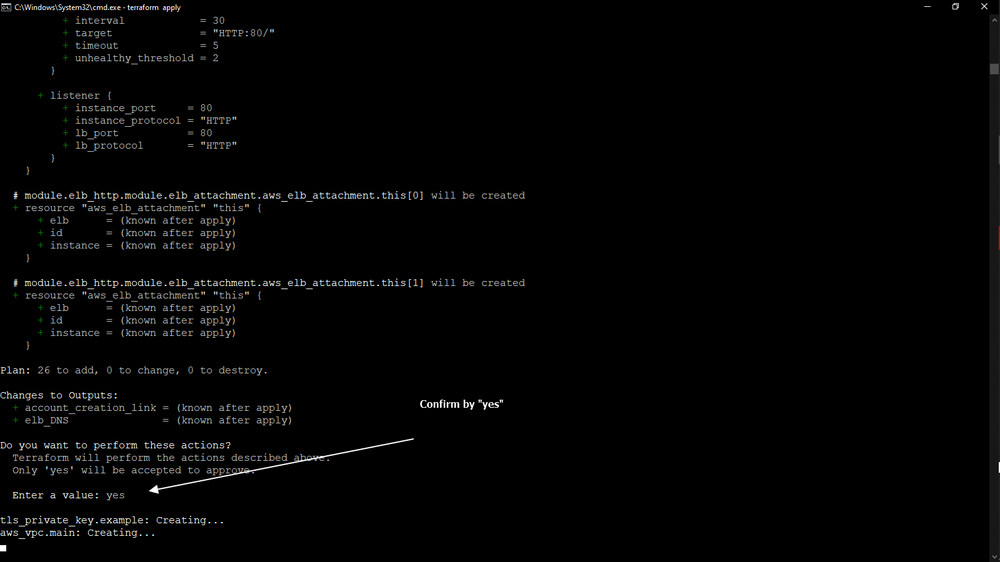 C:\Windows\System32\cmd.exe - terraform  apply
          + interval            = 30
          + target              = "HTTP:80/"
          + timeout             = 5
          + unhealthy_threshold = 2
        }
      + listener {
          + instance_port     = 80
          + instance_protocol = "HTTP"
          + lb_port           = 80
          + lb_protocol       = "HTTP"
        }
    }
  # module.elb_http.module.elb_attachment.aws_elb_attachment.this[0] will be created
  + resource "aws_elb_attachment" "this" {
      + elb      = (known after apply)
      + id       = (known after apply)
      + instance = (known after apply)
    }
  # module.elb_http.module.elb_attachment.aws_elb_attachment.this[1] will be created
  + resource "aws_elb_attachment" "this" {
      + elb      = (known after apply)
      + id       = (known after apply)
      + instance = (known after apply)
    }
Plan: 26 to add, 0 to change, 0 to destroy.
Changes to Outputs:
  + account_creation_link = (known after apply)
  + elb_DNS               = (known after apply)
Confirm by "yes"
Do you want to perform these actions?
  Terraform will perform the actions described above.
  Only 'yes' will be accepted to approve.
  Enter a value: yes
tls_private_key.example: Creating...
aws_vpc.main: Creating...